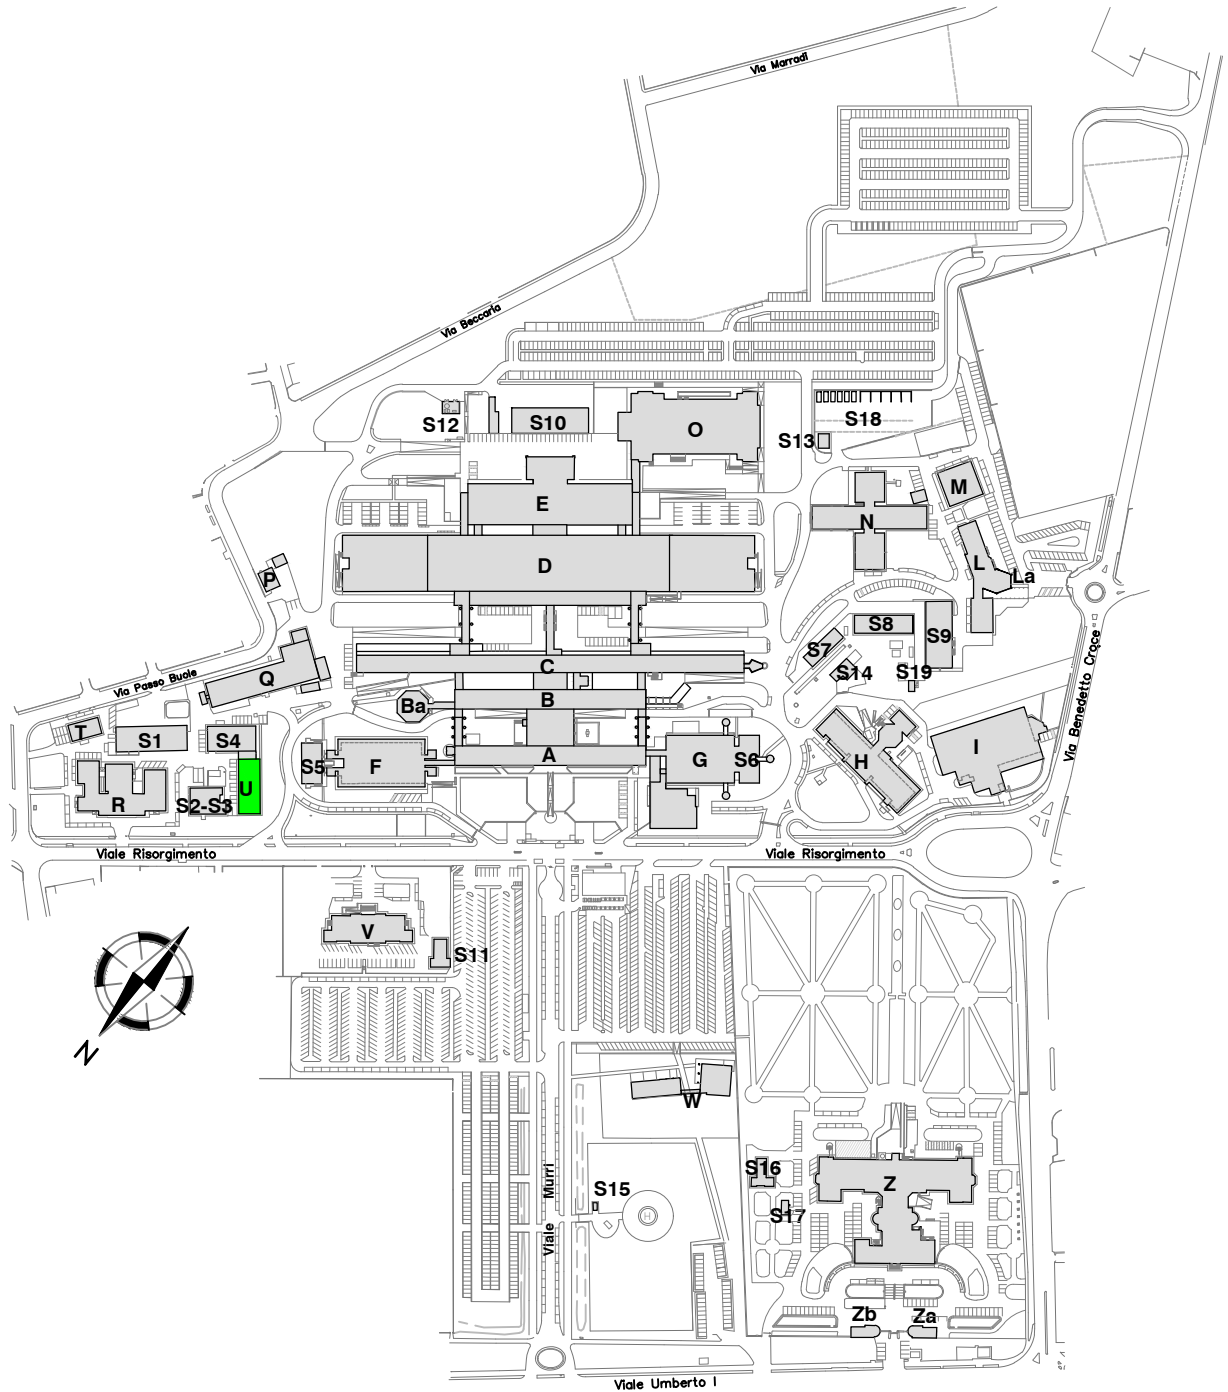 Via Marradi
Via Beccaria
S12
S10
O
S13
S18
E
M
N
D
L
La
P
S8
S9
S7
C
S14
S19
Q
Via Passo Buole
B
Ba
Via Benedetto Croce
T
S1
S4
A
I
S5
F
G
S6
H
U
R
S2-S3
Viale Risorgimento
Viale Risorgimento
V
S11
N
W
S16
Z
S15
H
S17
Viale Murri
Zb
Za
Viale Umberto I